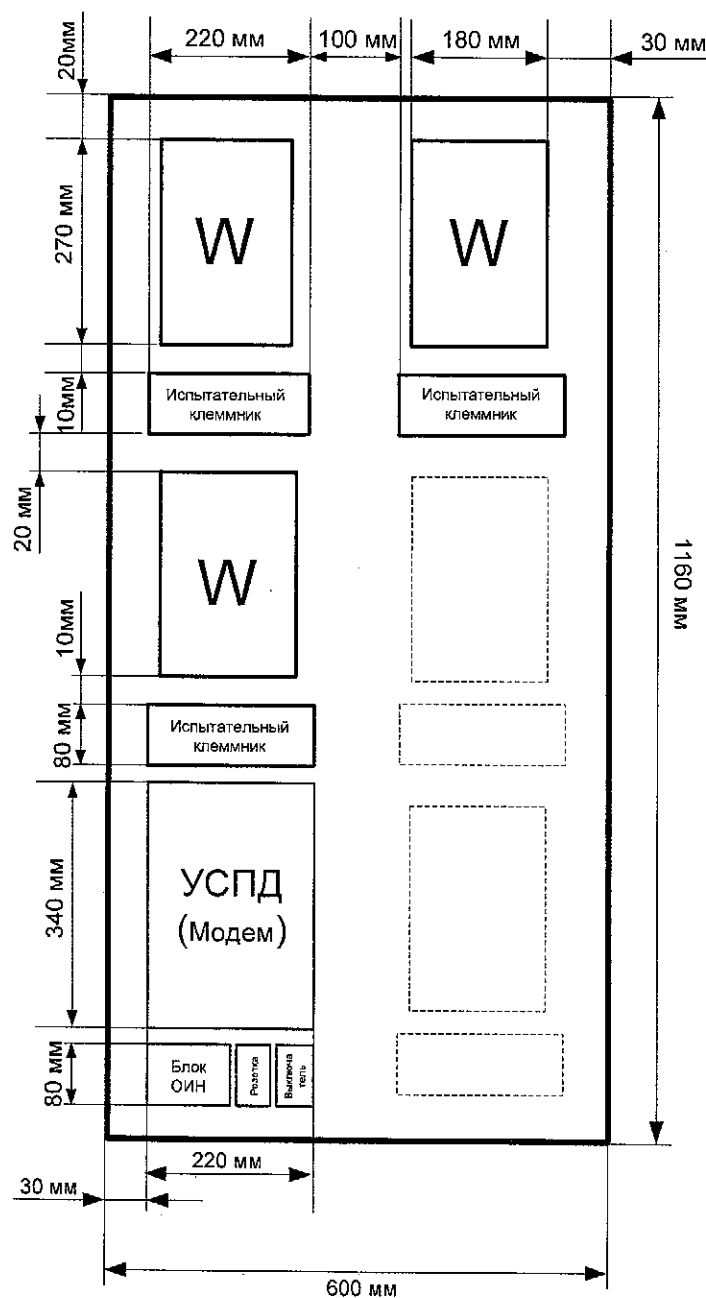 220 мм
100 мм
180 мм
30 мм
20мм
W
W
270 мм
Испытательный
клеммник
Испытательный
клеммник
10мм
20 мм
W
1160 мм
10мм
Испытательный
клеммник
80 мм
УСПД
(Модем)
340 мм
Блок
ОИН
Розетка
Выключа
тель
80 мм
220 мм
30 мм
600 мм